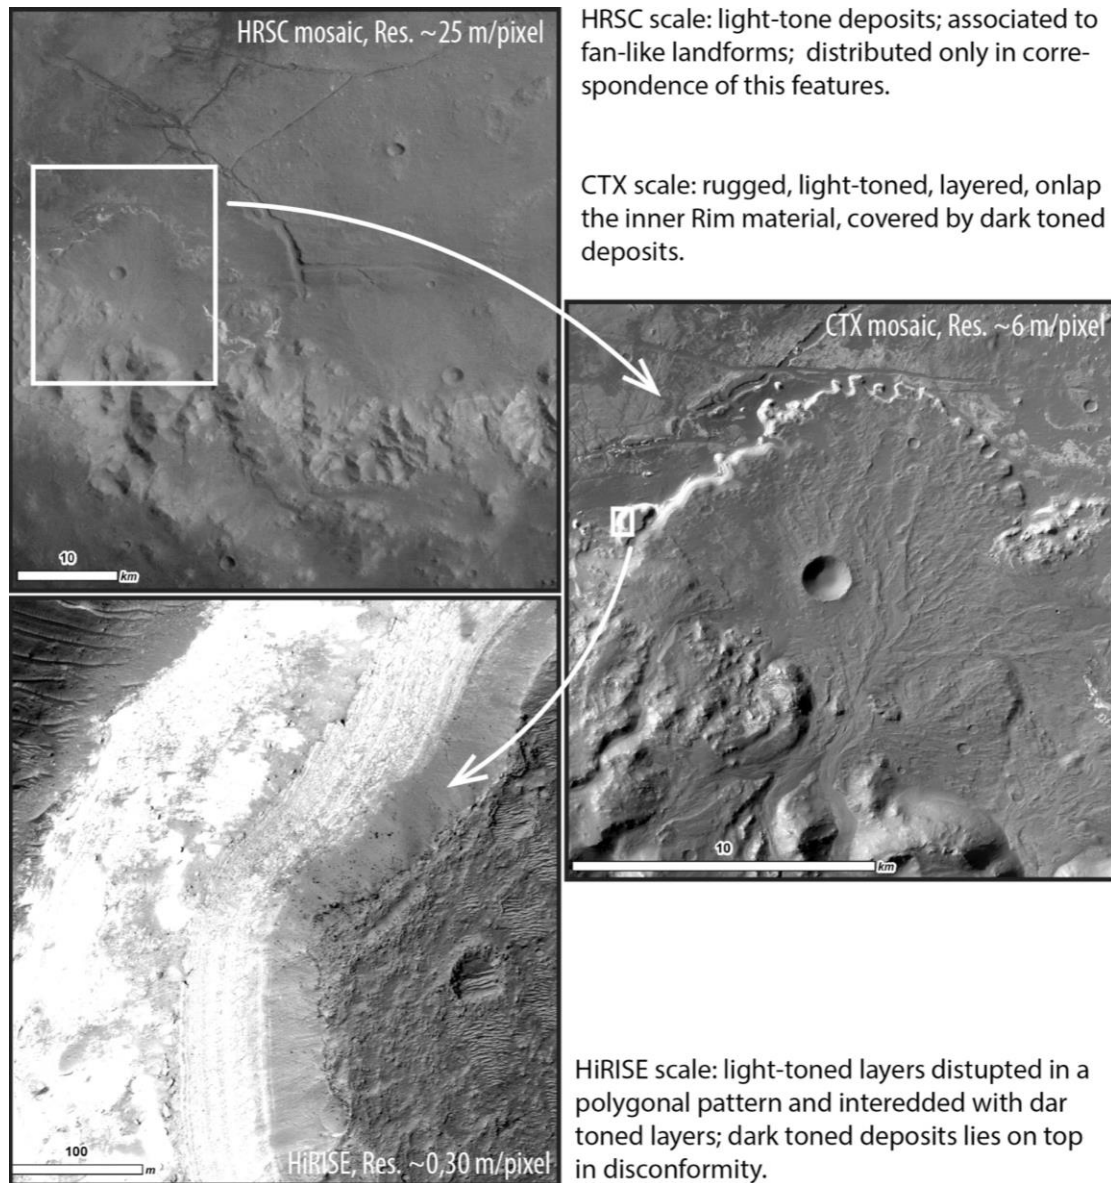 HRSC mosaic, Res. ~25 m/pixel
HRSC scale: light-tone deposits; associated to
fan-like landforms;  distributed only in corre-
spondence of this features.
CTX scale: rugged, light-toned, layered, onlap
the inner Rim material, covered by dark toned
deposits.
10
km
CTX mosaic, Res. ~6 m/pixel
10
km
100
m
HiRISE, Res. ~0,30 m/pixel
HiRISE scale: light-toned layers distupted in a
polygonal pattern and interedded with dar
toned layers; dark toned deposits lies on top
in disconformity.